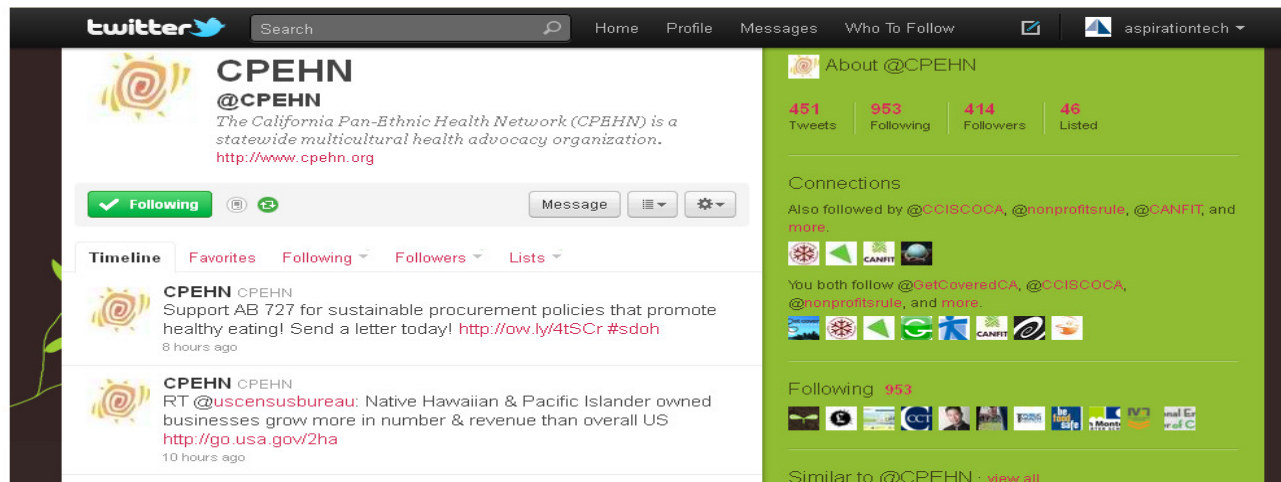 twitter
Search
Home Profile Messages Who To Follow
aspirationtech
CPEHN
@CPEHN
The California Pan-Ethnic Health Network (CPEHN) is a
statewide multicultural health advocacy organization.
http://www.cpehn.org
Following
Message
Timeline Favorites Following Followers Lists
CPEHN CPEHN
Support AB 727 for sustainable procurement policies that promote
healthy eating! Send a letter today! http://ow.ly/4tSCr #sdoh
8 hours ago
CPEHN CPEHN
RT @uscensusbureau: Native Hawaiian & Pacific Islander owned
businesses grow more in number & revenue than overall US
http://go.usa.gov/2ha
10 hours ago
About @CPEHN
451 953 414 46
Tweets Following Followers Listed
Connections
Also followed by @CCISCOCA, @nonprofitsrule, @CANFIT, and
more.
CANFIT
You both follow @GetCoveredCA, @CCISCOCA,
@nonprofitsrule, and more.
CANFIT
Following 953
CCI
be food safe
Similar to @CPEHN · view all